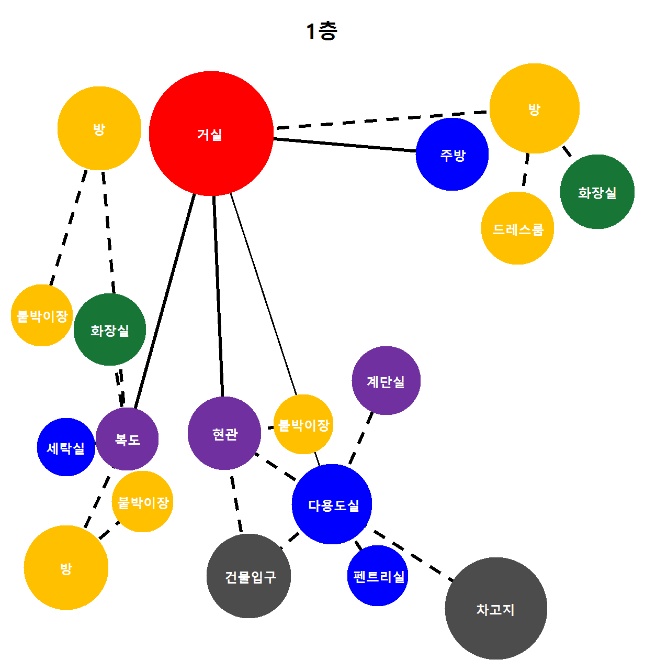 1층
방
거실
방
주방
화장실
드레스룸
붙박이장
화장실
계단실
세탁실
복도
현관
붙박이장
붙박이장
다용도실
방
건물입구
펜트리실
차고지